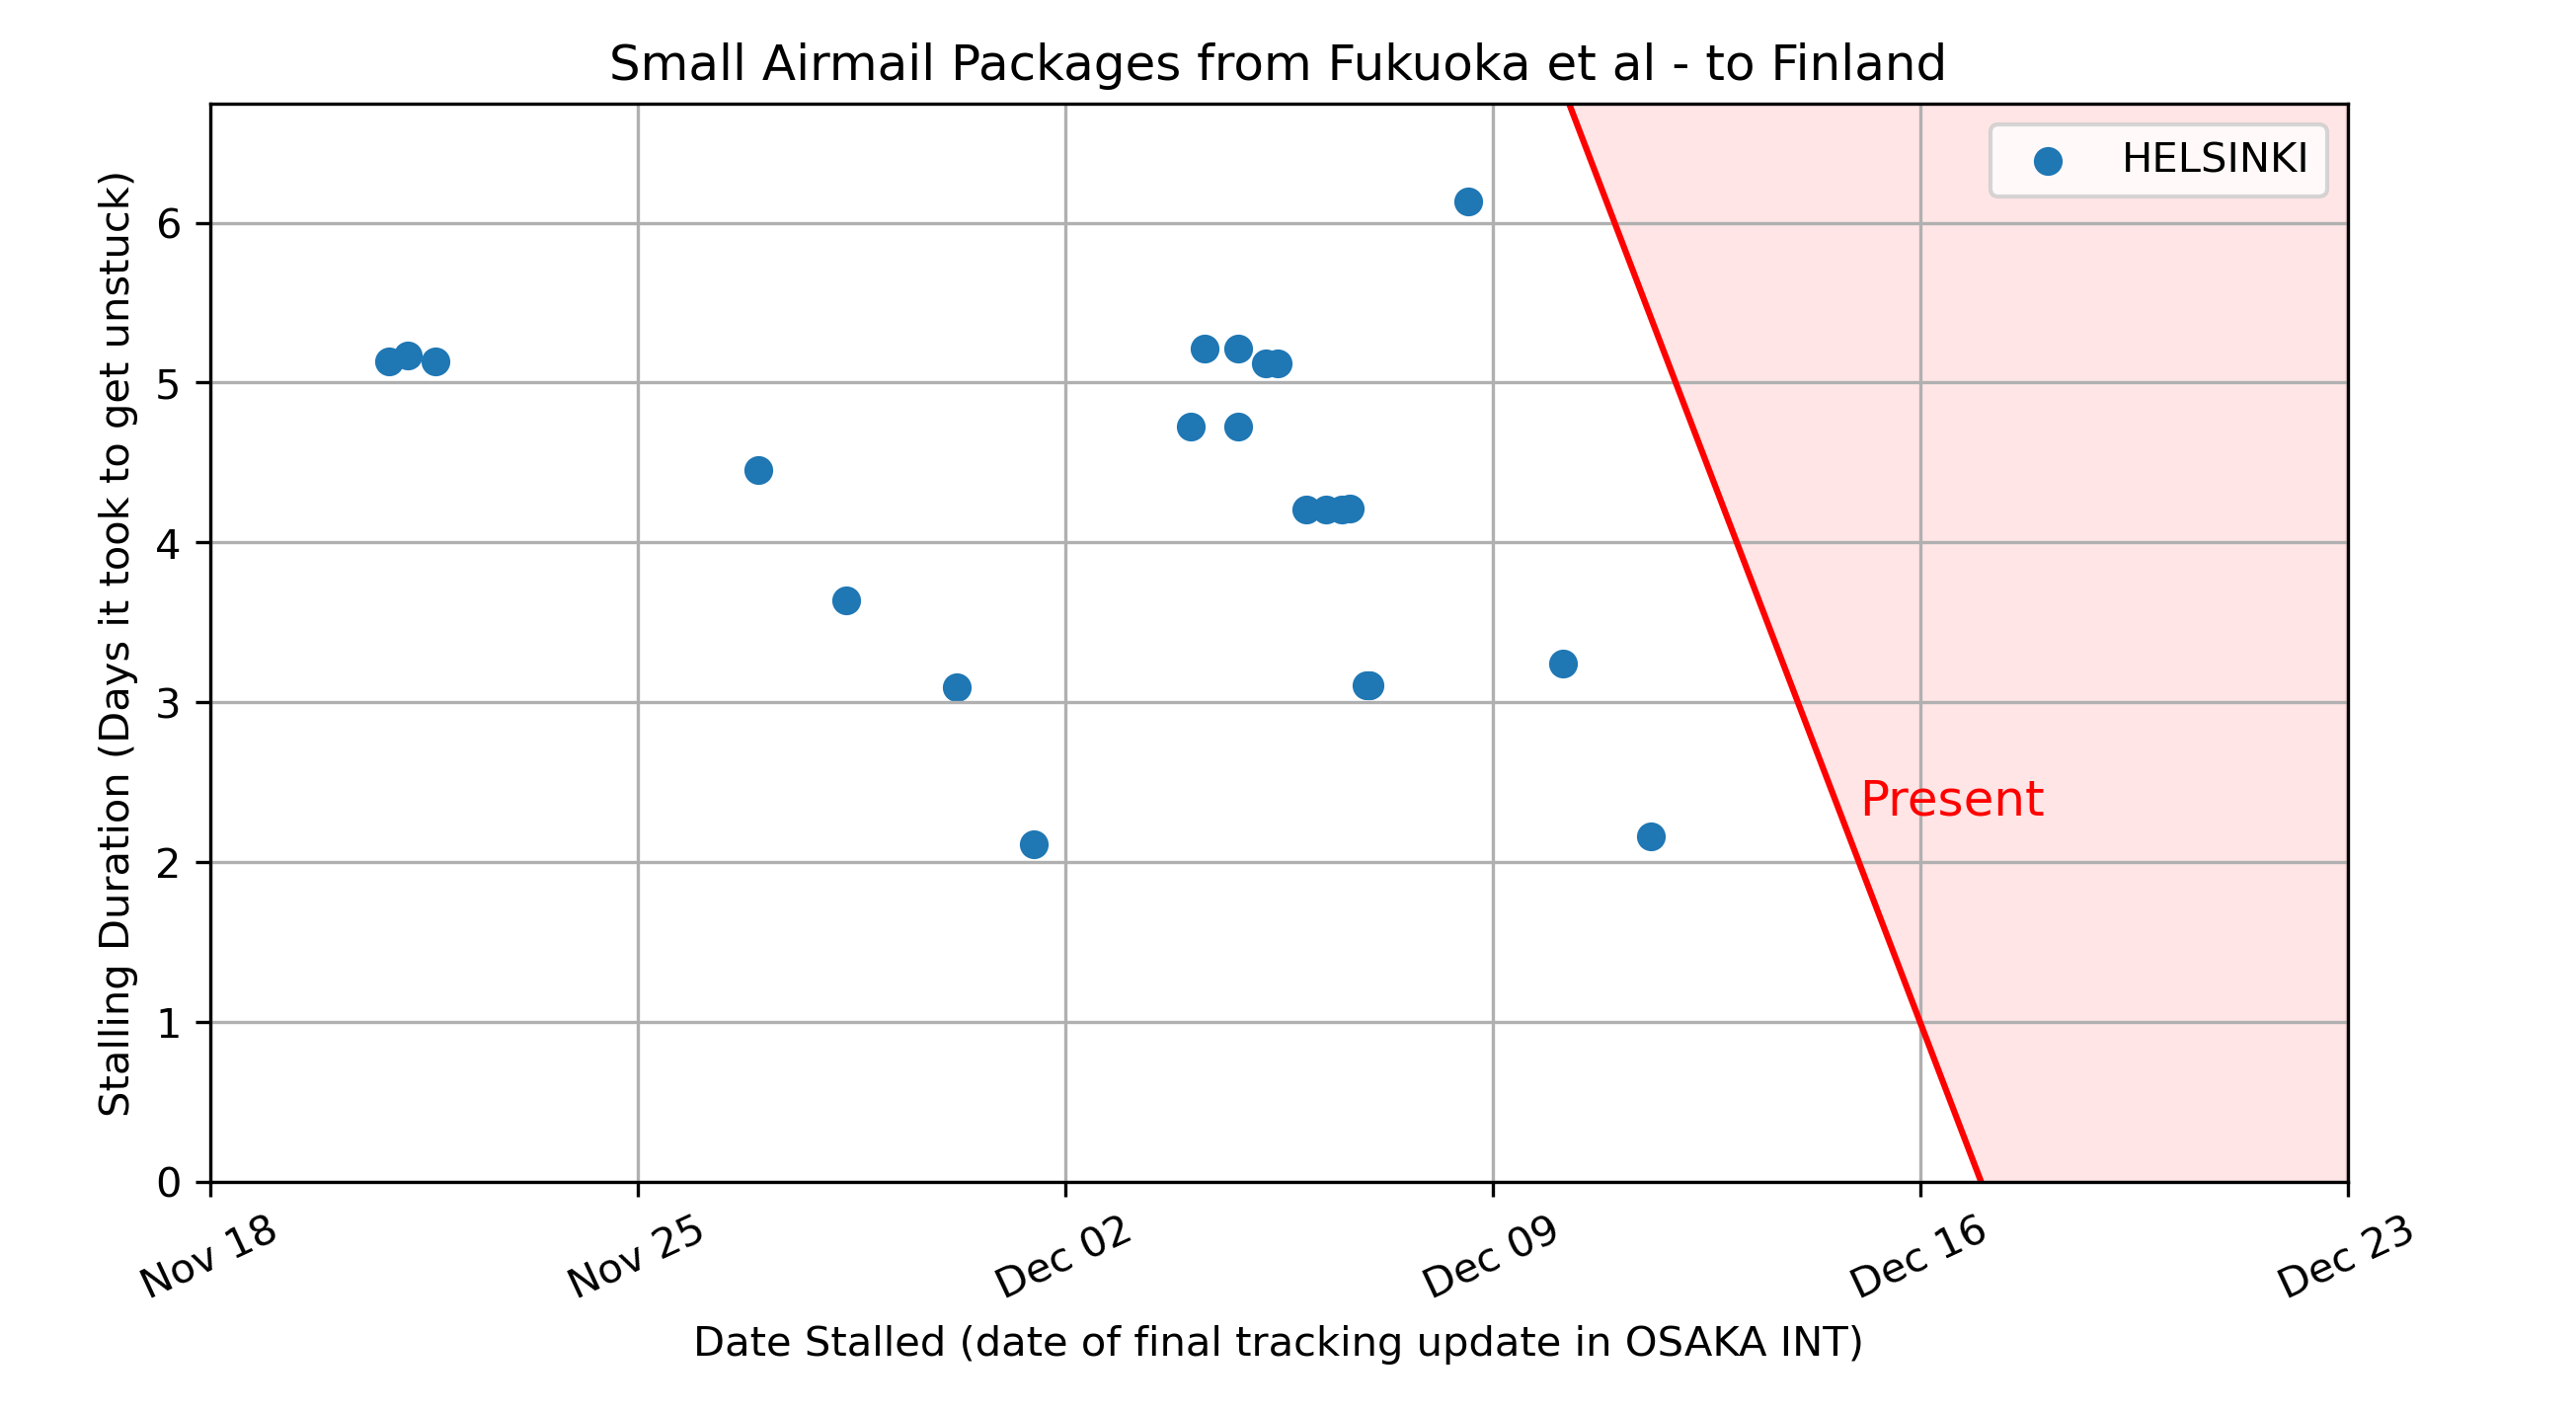 Small Airmail Packages from Fukuoka et al - to Finland
HELSINKI
Stalling Duration (Days it took to get unstuck)
6
5
4
3
2
1
0
Present
Nov 18
Nov 25
Dec 02
Dec 09
Dec 16
Dec 23
Date Stalled (date of final tracking update in OSAKA INT)